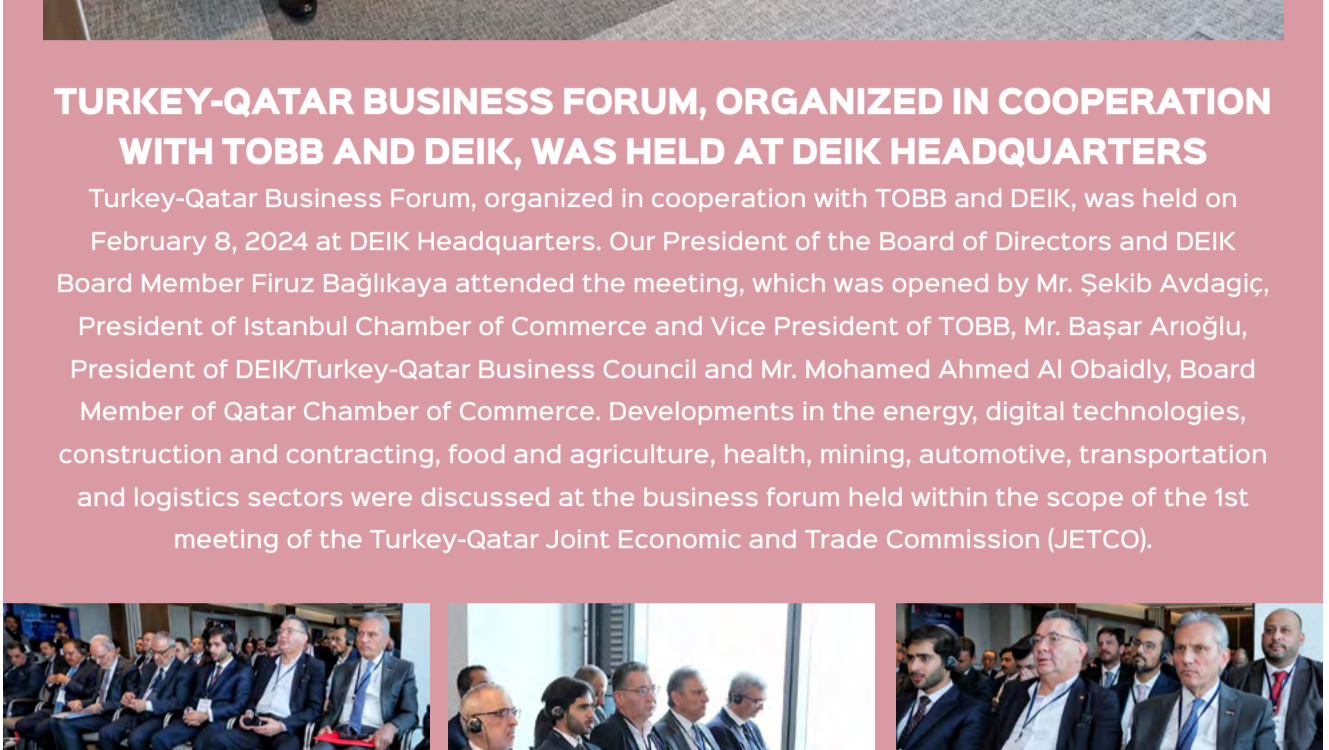 TURKEY-QATAR BUSINESS FORUM, ORGANIZED IN COOPERATION
WITH TOBB AND DEIK, WAS HELD AT DEIK HEADQUARTERS
Turkey-Qatar Business Forum, organized in cooperation with TOBB and DEIK, was held on
February 8, 2024 at DEIK Headquarters. Our President of the Board of Directors and DEIK
Board Member Firuz Bağlıkaya attended the meeting, which was opened by Mr. Şekib Avdagiç,
President of Istanbul Chamber of Commerce and Vice President of TOBB, Mr. Başar Arıoğlu,
President of DEIK/Turkey-Qatar Business Council and Mr. Mohamed Ahmed Al Obaidly, Board
Member of Qatar Chamber of Commerce. Developments in the energy, digital technologies,
construction and contracting, food and agriculture, health, mining, automotive, transportation
and logistics sectors were discussed at the business forum held within the scope of the 1st
meeting of the Turkey-Qatar Joint Economic and Trade Commission (JETCO).